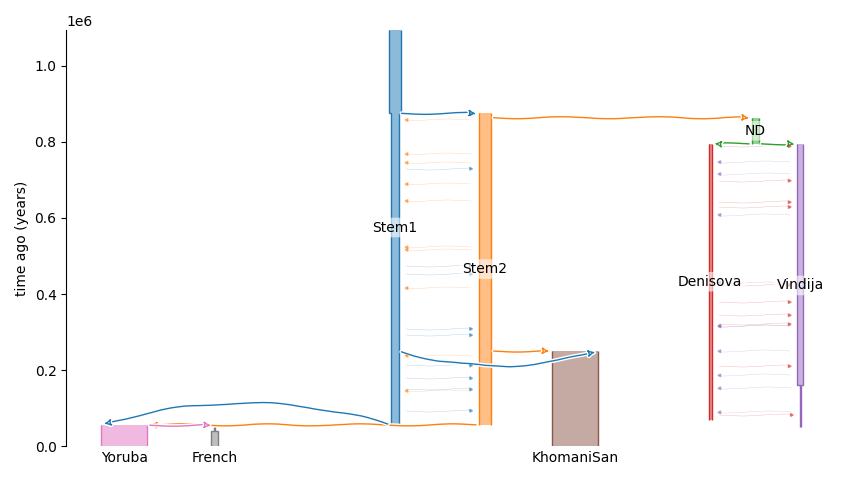 1e6
time ago (years)
1.0
0.8
0.6
0.4
0.2
0.0
ND
Stem1
Stem2
Denisova
Vindija
Yoruba
French
KhomaniSan